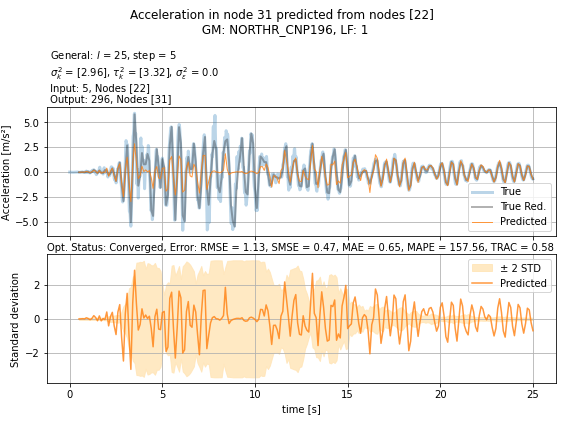 Acceleration in node 31 predicted from nodes [22]
GM: NORTHR_CNP196, LF: 1
General: l = 25, step = 5
σ²ₖ = [2.96], τ²ₖ = [3.32], σ²ε = 0.0
Input: 5, Nodes [22]
Output: 296, Nodes [31]
Acceleration [m/s²]
5.0
2.5
0.0
−2.5
−5.0
True
True Red.
Predicted
Opt. Status: Converged, Error: RMSE = 1.13, SMSE = 0.47, MAE = 0.65, MAPE = 157.56, TRAC = 0.58
Standard deviation
2
0
−2
± 2 STD
Predicted
0 5 10 15 20 25
time [s]